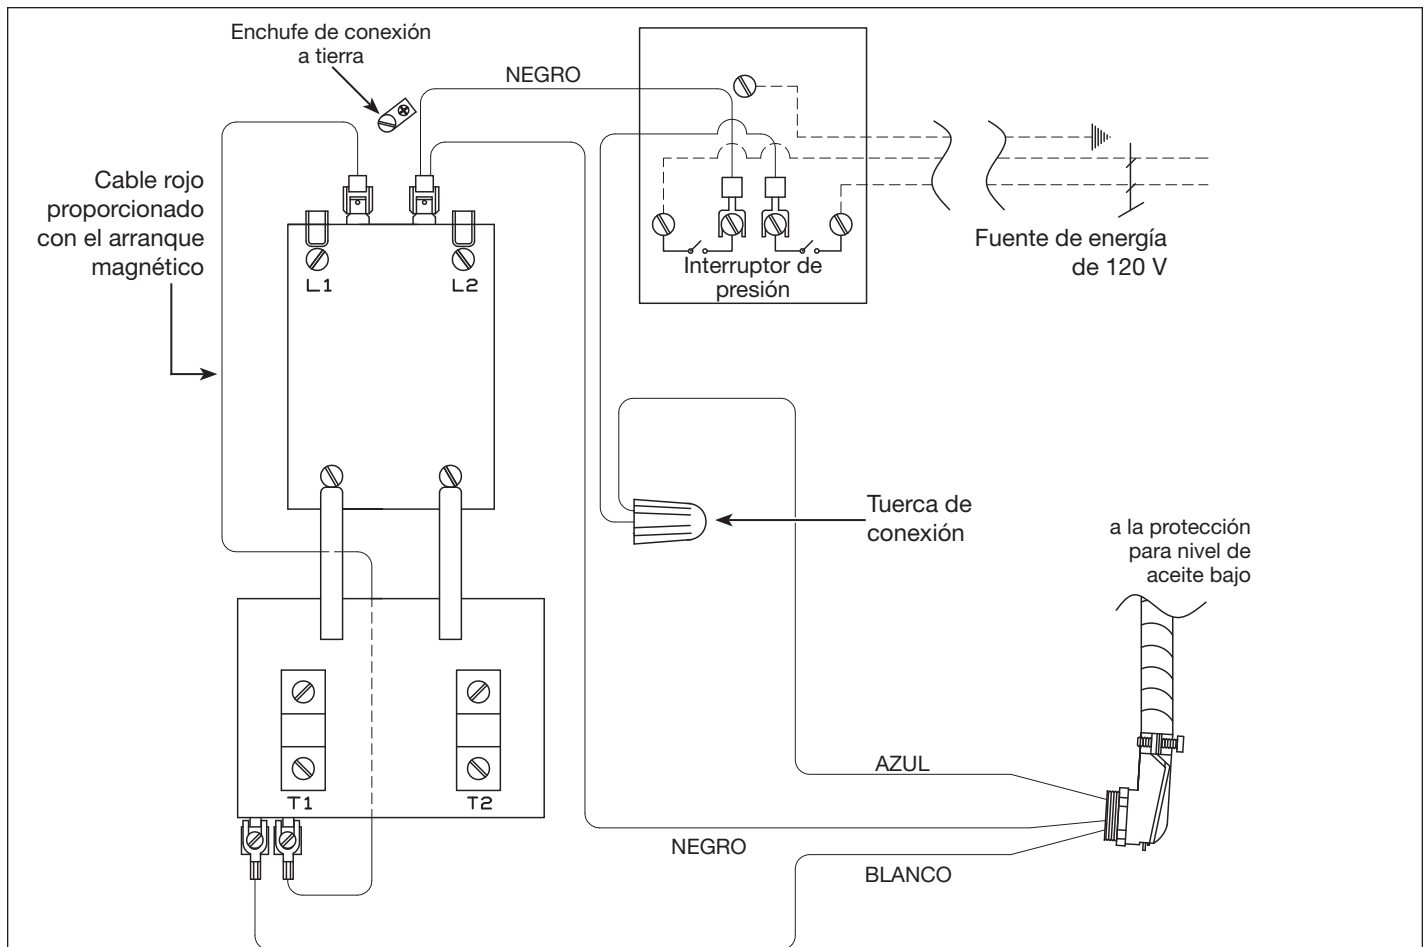 Enchufe de conexión
a tierra
NEGRO
Cable rojo
proporcionado
con el arranque
magnético
L1
L2
Interruptor de
presión
Fuente de energía
de 120 V
Tuerca de
conexión
a la protección
para nivel de
aceite bajo
T1
T2
AZUL
NEGRO
BLANCO